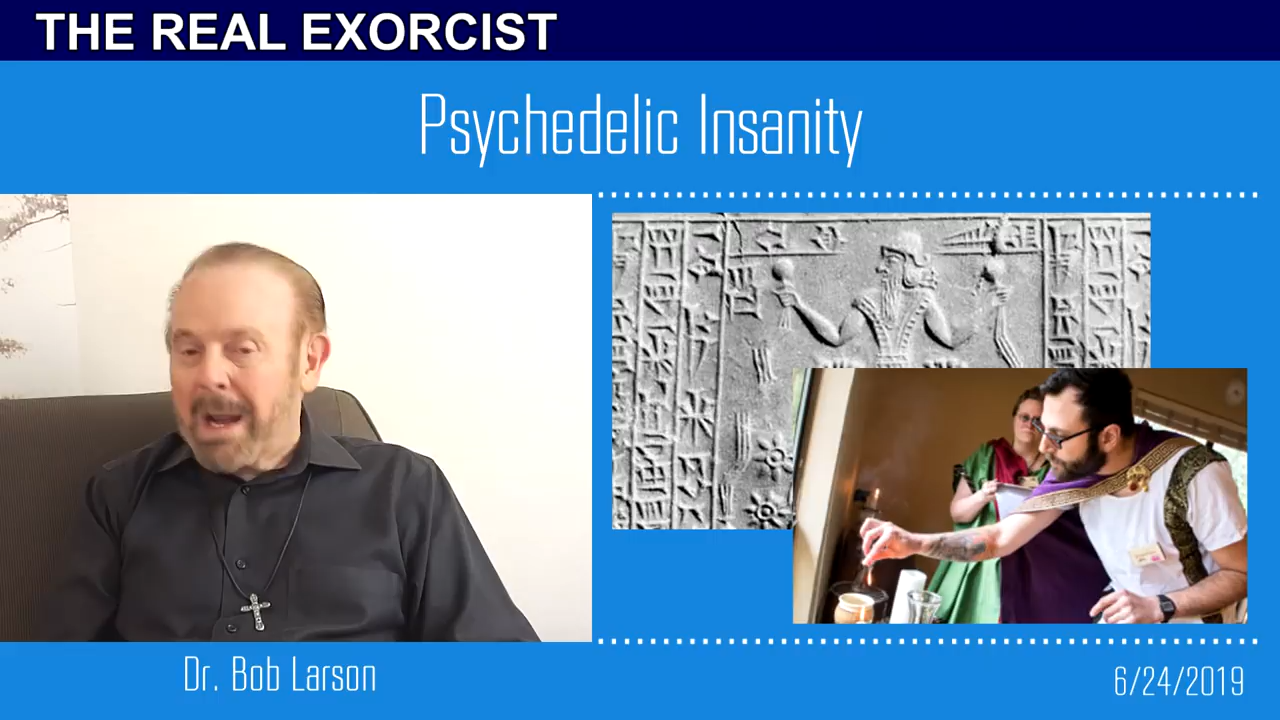 THE REAL EXORCIST
Psychedelic Insanity
Dr. Bob Larson
6/24/2019